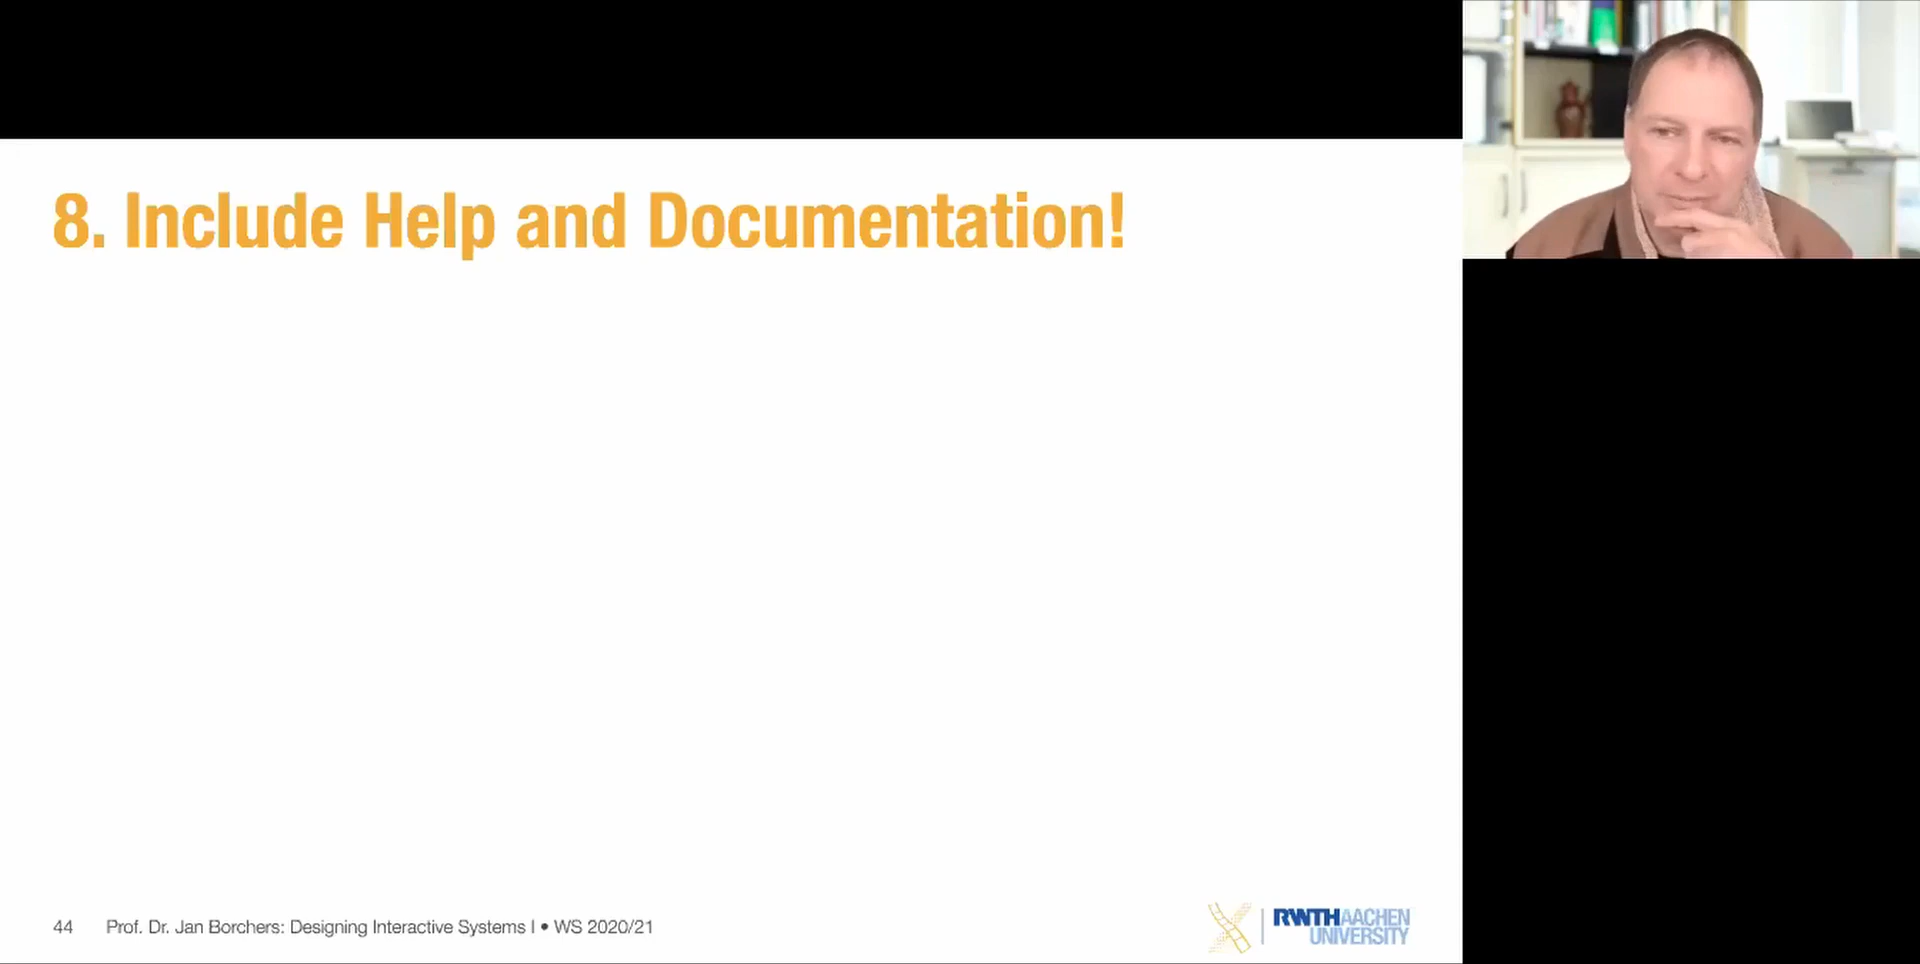 8. Include Help and Documentation!
44 Prof. Dr. Jan Borchers: Designing Interactive Systems I • WS 2020/21
RWTHAACHEN
UNIVERSITY